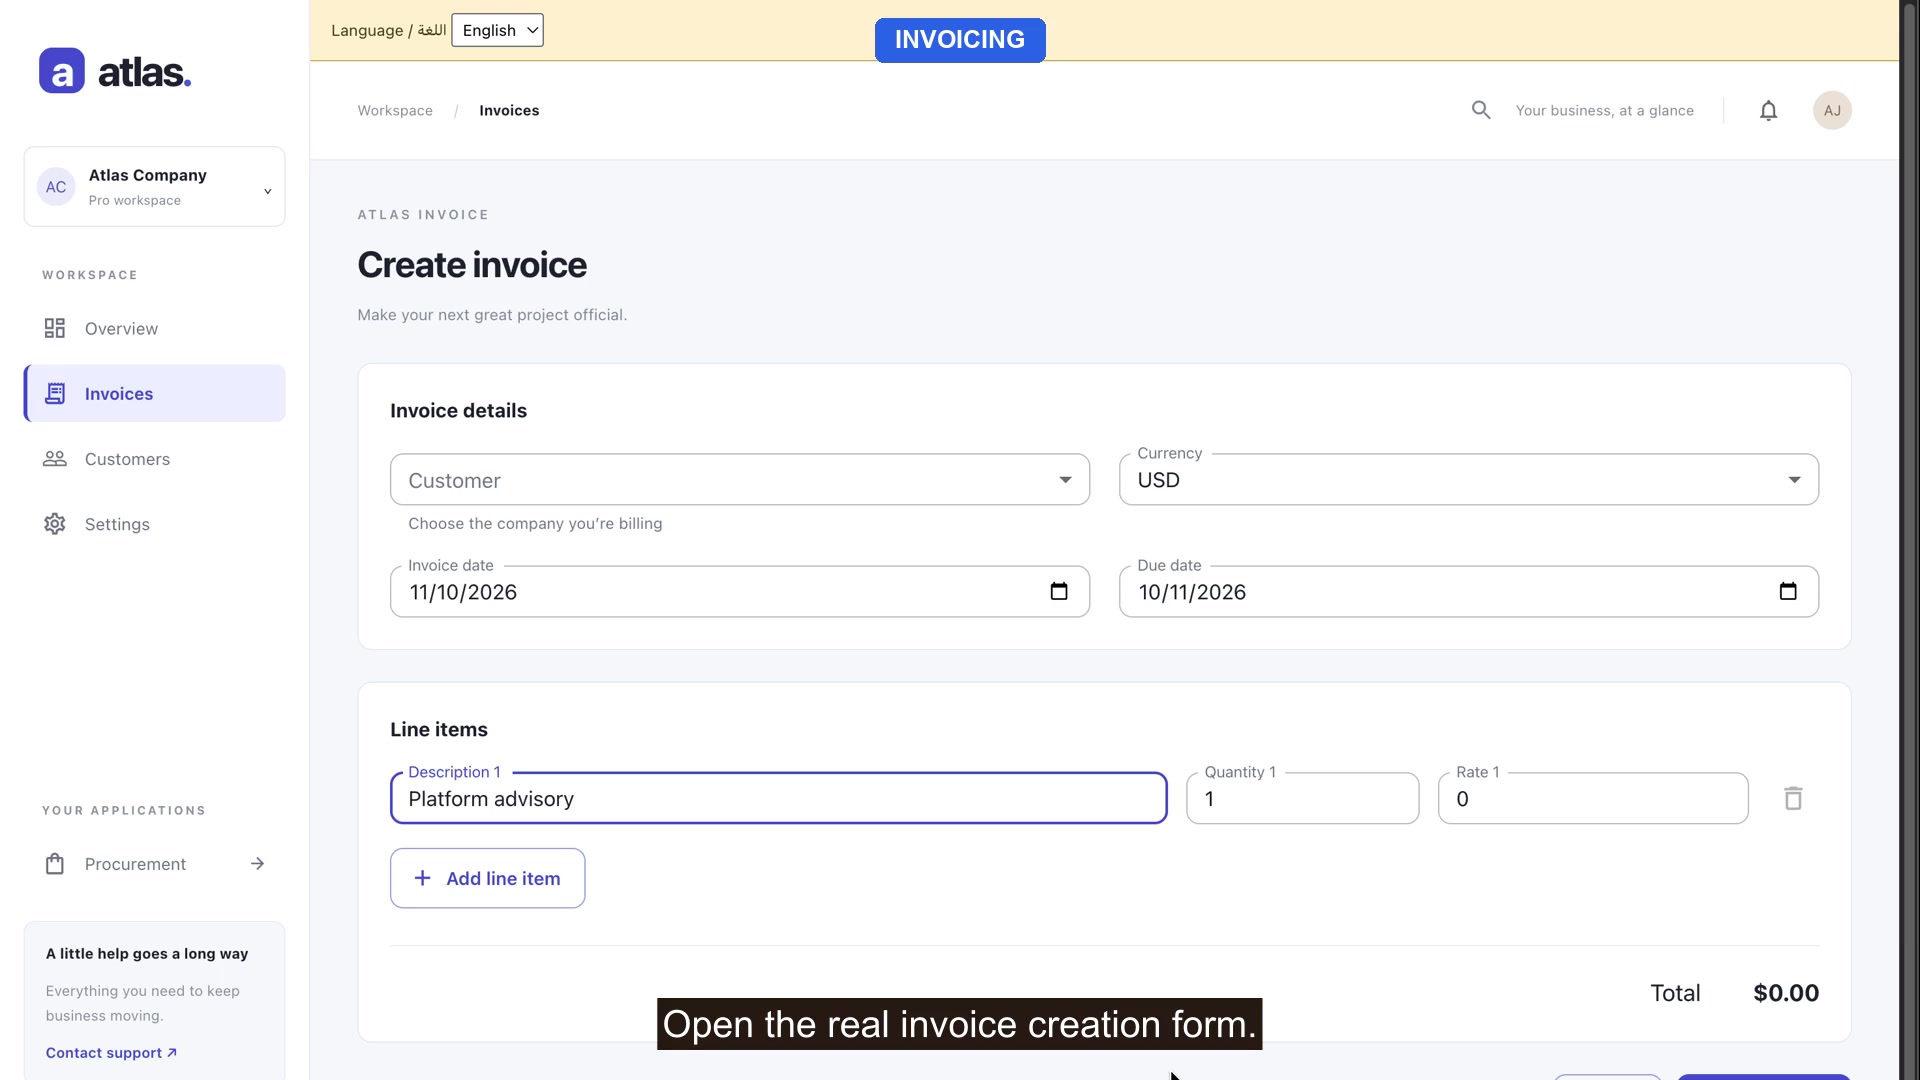 Language / اللغة English
INVOICING
a atlas.
Workspace / Invoices
Your business, at a glance
AJ
AC
Atlas Company
Pro workspace
WORKSPACE
Overview
Invoices
Customers
Settings
YOUR APPLICATIONS
Procurement
A little help goes a long way
Everything you need to keep
business moving.
Contact support ↗
ATLAS INVOICE
Create invoice
Make your next great project official.
Invoice details
Customer
Choose the company you’re billing
Currency
USD
Invoice date
11/10/2026
Due date
10/11/2026
Line items
Description 1
Platform advisory
Quantity 1
1
Rate 1
0
+ Add line item
Total $0.00
Open the real invoice creation form.